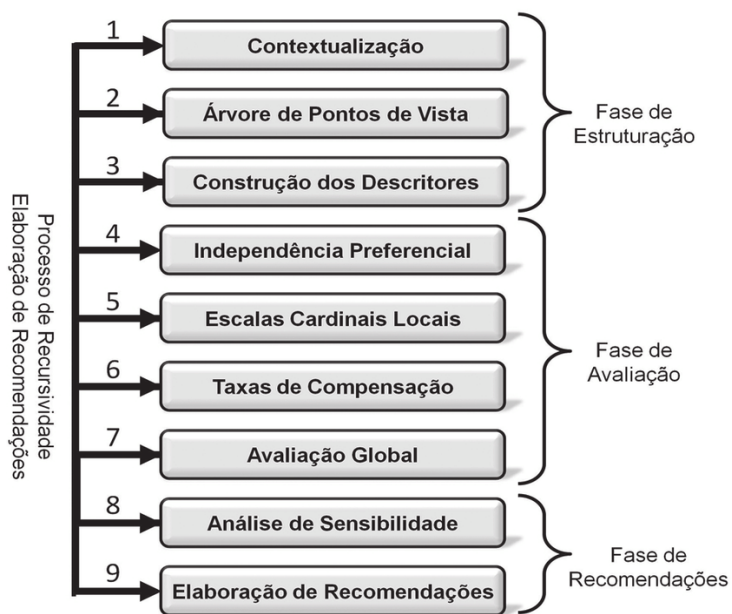 1
Contextualização
2
Árvore de Pontos de Vista
3
Construção dos Descritores
Fase de
Estruturação
4
Independência Preferencial
5
Escalas Cardinais Locais
6
Taxas de Compensação
7
Avaliação Global
Fase de
Avaliação
8
Análise de Sensibilidade
9
Elaboração de Recomendações
Fase de
Recomendações
Processo de Recursividade
Elaboração de Recomendações